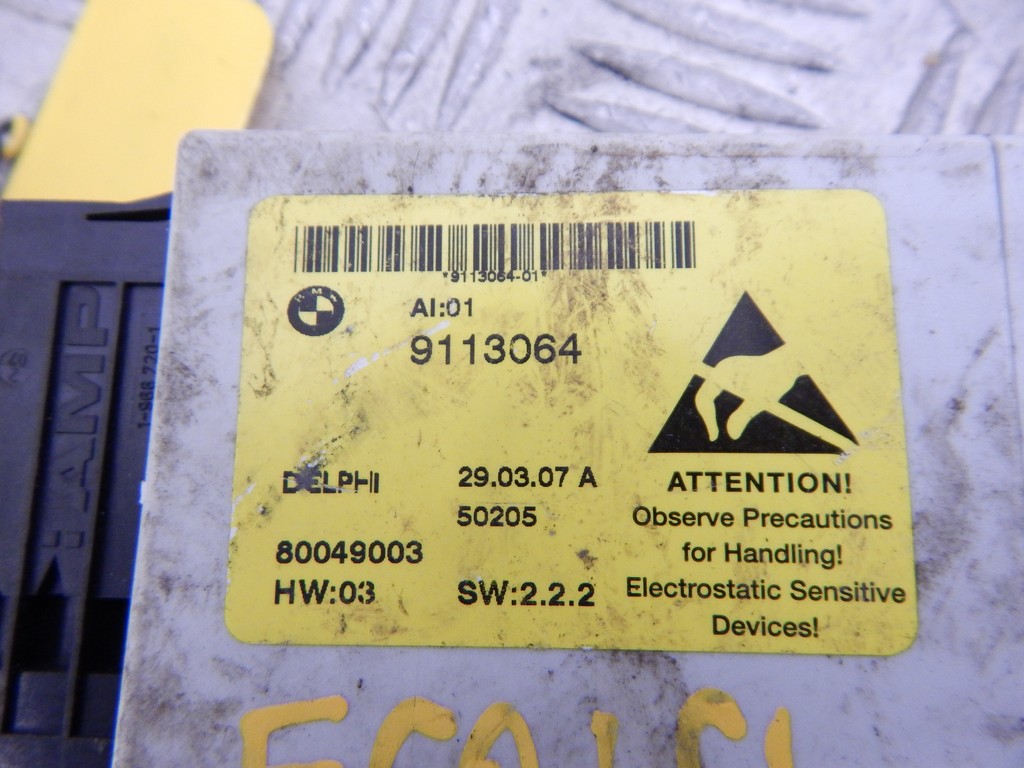 *9113064-01*
BMW
AI:01
9113064
DELPHI
29.03.07 A
50205
80049003
HW:03
SW:2.2.2
ATTENTION!
Observe Precautions
for Handling!
Electrostatic Sensitive
Devices!
AMP